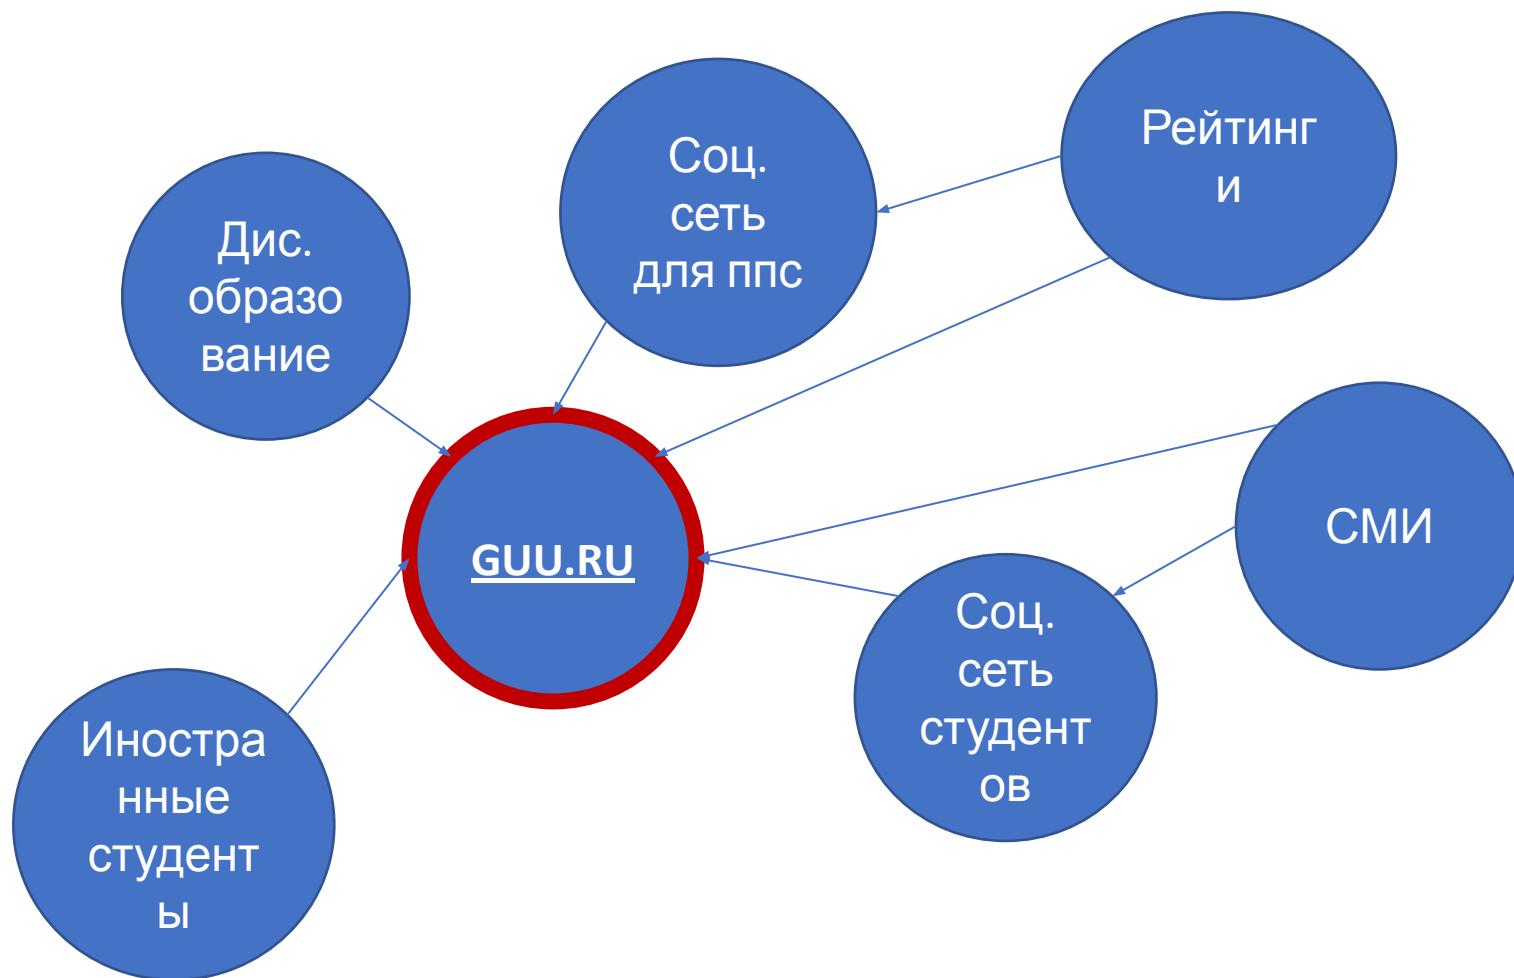 Рейтинг
и
Соц.
сеть
для ппс
Дис.
образо
вание
GUU.RU
СМИ
Соц.
сеть
студент
ов
Иностра
нные
студент
ы